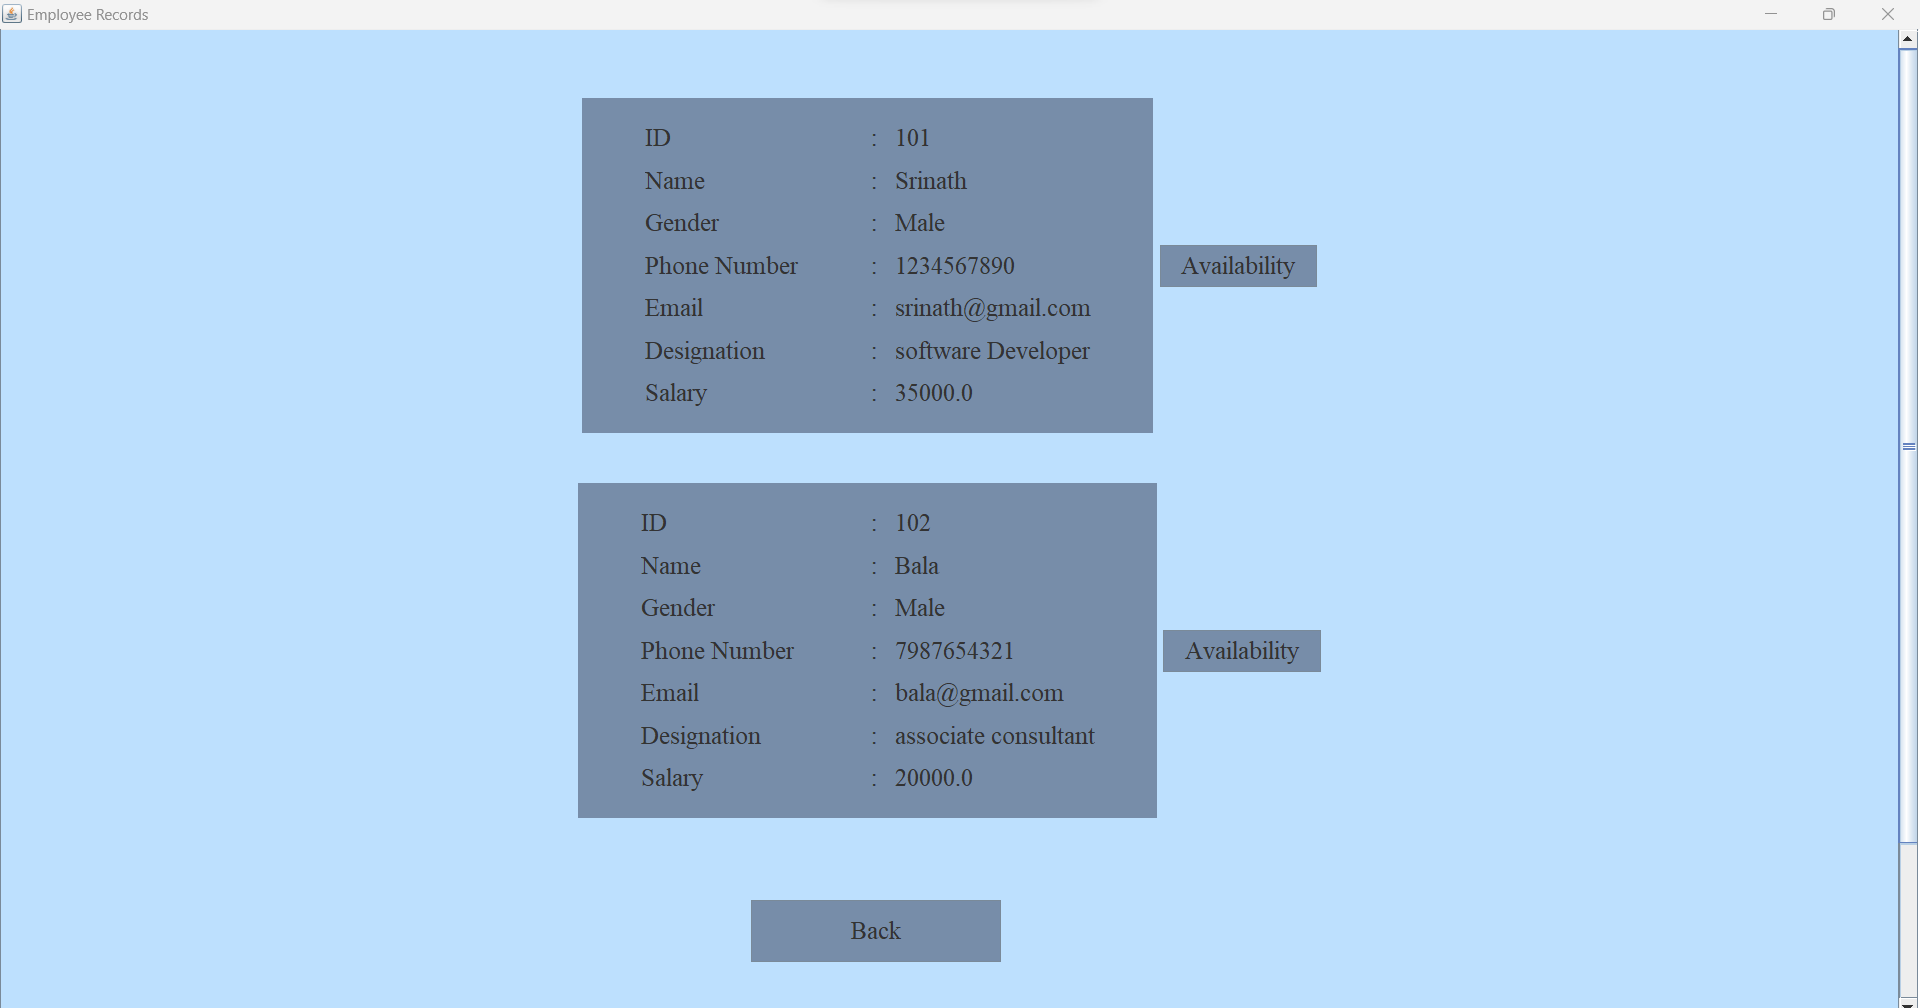 Employee Records
ID : 101
Name : Srinath
Gender : Male
Phone Number : 1234567890
Availability
Email : srinath@gmail.com
Designation : software Developer
Salary : 35000.0
ID : 102
Name : Bala
Gender : Male
Phone Number : 7987654321
Availability
Email : bala@gmail.com
Designation : associate consultant
Salary : 20000.0
Back